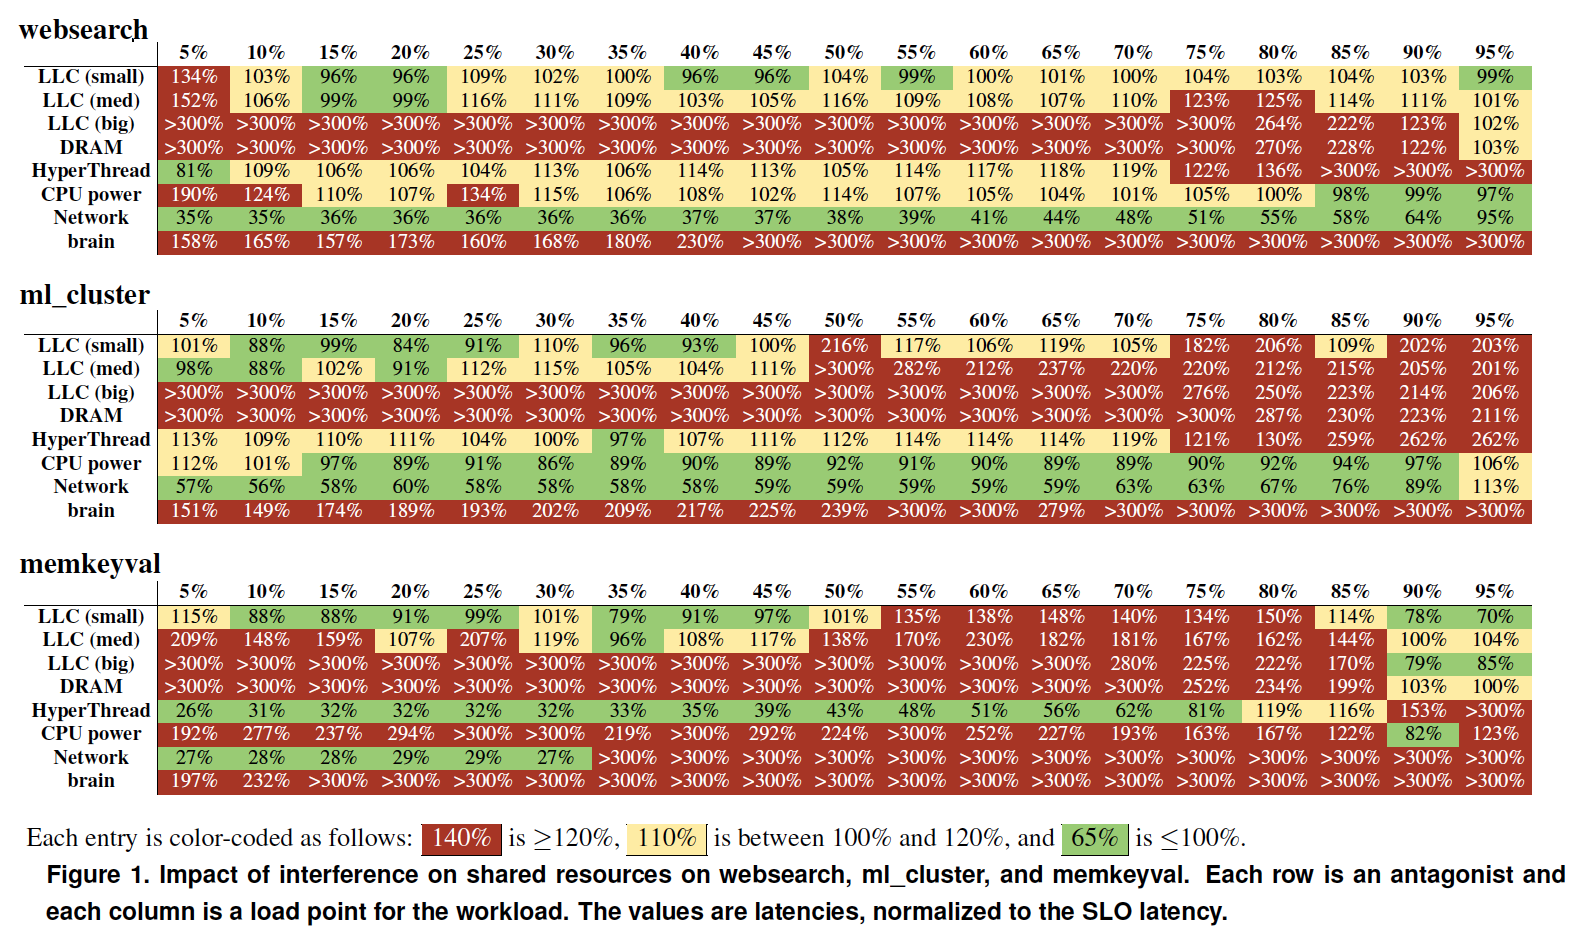 websearch
5% 10% 15% 20% 25% 30% 35% 40% 45% 50% 55% 60% 65% 70% 75% 80% 85% 90% 95%
LLC (small) 134% 103% 96% 96% 109% 102% 100% 96% 96% 104% 99% 100% 101% 100% 104% 103% 104% 103% 99%
LLC (med) 152% 106% 99% 99% 116% 111% 109% 103% 105% 116% 109% 108% 107% 110% 123% 125% 114% 111% 101%
LLC (big) >300% >300% >300% >300% >300% >300% >300% >300% >300% >300% >300% >300% >300% >300% >300% 264% 222% 123% 102%
DRAM >300% >300% >300% >300% >300% >300% >300% >300% >300% >300% >300% >300% >300% >300% >300% 270% 228% 122% 103%
HyperThread 81% 109% 106% 106% 104% 113% 106% 114% 113% 105% 114% 117% 118% 119% 122% 136% >300% >300% >300%
CPU power 190% 124% 110% 107% 134% 115% 106% 108% 102% 114% 107% 105% 104% 101% 105% 100% 98% 99% 97%
Network 35% 35% 36% 36% 36% 36% 36% 37% 37% 38% 39% 41% 44% 48% 51% 55% 58% 64% 95%
brain 158% 165% 157% 173% 160% 168% 180% 230% >300% >300% >300% >300% >300% >300% >300% >300% >300% >300% >300%
ml_cluster
5% 10% 15% 20% 25% 30% 35% 40% 45% 50% 55% 60% 65% 70% 75% 80% 85% 90% 95%
LLC (small) 101% 88% 99% 84% 91% 110% 96% 93% 100% 216% 117% 106% 119% 105% 182% 206% 109% 202% 203%
LLC (med) 98% 88% 102% 91% 112% 115% 105% 104% 111% >300% 282% 212% 237% 220% 220% 212% 215% 205% 201%
LLC (big) >300% >300% >300% >300% >300% >300% >300% >300% >300% >300% >300% >300% >300% >300% 276% 250% 223% 214% 206%
DRAM >300% >300% >300% >300% >300% >300% >300% >300% >300% >300% >300% >300% >300% >300% >300% 287% 230% 223% 211%
HyperThread 113% 109% 110% 111% 104% 100% 97% 107% 111% 112% 114% 114% 114% 119% 121% 130% 259% 262% 262%
CPU power 112% 101% 97% 89% 91% 86% 89% 90% 89% 92% 91% 90% 89% 89% 90% 92% 94% 97% 106%
Network 57% 56% 58% 60% 58% 58% 58% 58% 59% 59% 59% 59% 59% 63% 63% 67% 76% 89% 113%
brain 151% 149% 174% 189% 193% 202% 209% 217% 225% 239% >300% >300% 279% >300% >300% >300% >300% >300% >300%
memkeyval
5% 10% 15% 20% 25% 30% 35% 40% 45% 50% 55% 60% 65% 70% 75% 80% 85% 90% 95%
LLC (small) 115% 88% 88% 91% 99% 101% 79% 91% 97% 101% 135% 138% 148% 140% 134% 150% 114% 78% 70%
LLC (med) 209% 148% 159% 107% 207% 119% 96% 108% 117% 138% 170% 230% 182% 181% 167% 162% 144% 100% 104%
LLC (big) >300% >300% >300% >300% >300% >300% >300% >300% >300% >300% >300% >300% >300% 280% 225% 222% 170% 79% 85%
DRAM >300% >300% >300% >300% >300% >300% >300% >300% >300% >300% >300% >300% >300% >300% 252% 234% 199% 103% 100%
HyperThread 26% 31% 32% 32% 32% 32% 33% 35% 39% 43% 48% 51% 56% 62% 81% 119% 116% 153% >300%
CPU power 192% 277% 237% 294% >300% >300% 219% >300% 292% 224% >300% 252% 227% 193% 163% 167% 122% 82% 123%
Network 27% 28% 28% 29% 29% 27% >300% >300% >300% >300% >300% >300% >300% >300% >300% >300% >300% >300% >300%
brain 197% 232% >300% >300% >300% >300% >300% >300% >300% >300% >300% >300% >300% >300% >300% >300% >300% >300% >300%
Each entry is color-coded as follows: 140% is ≥120%, 110% is between 100% and 120%, and 65% is ≤100%.
Figure 1. Impact of interference on shared resources on websearch, ml_cluster, and memkeyval. Each row is an antagonist and
each column is a load point for the workload. The values are latencies, normalized to the SLO latency.